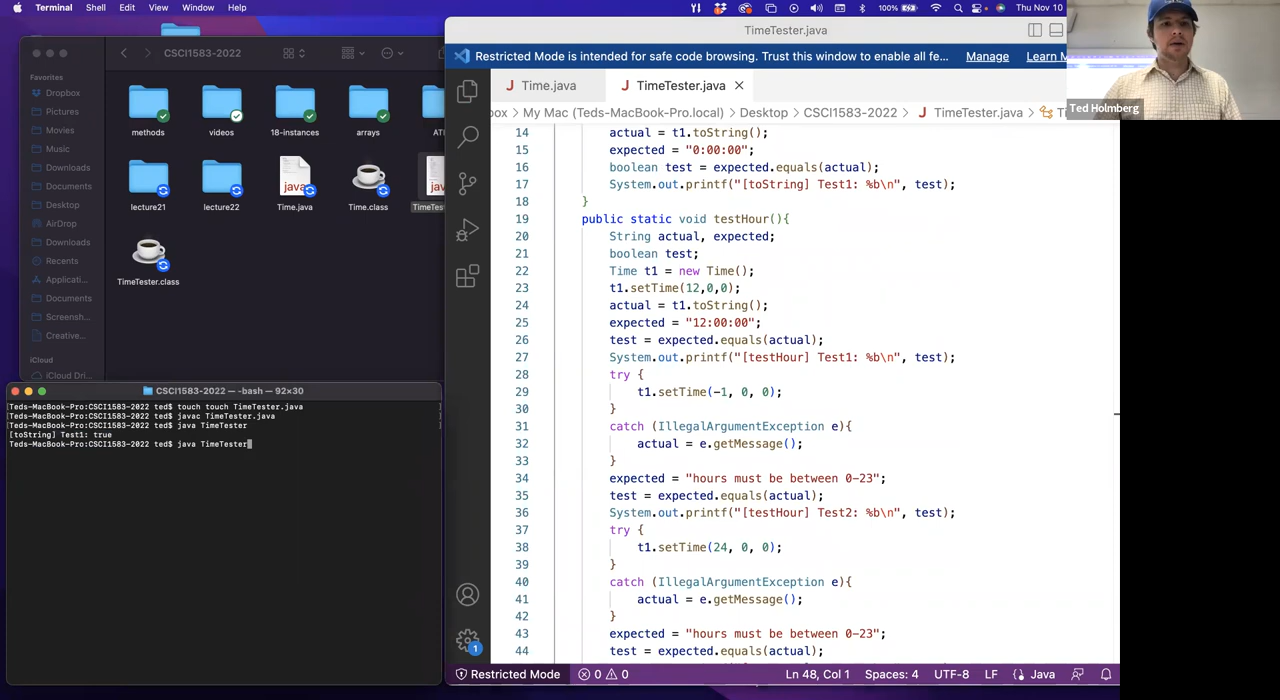 Terminal Shell Edit View Window Help
100% Thu Nov 10
CSCI1583-2022
Favorites
Dropbox
Pictures
Movies
Music
Downloads
Documents
Desktop
AirDrop
Downloads
Recents
Applicati...
Documents
Screensh...
Creative...
iCloud
iCloud Dri...
methods videos 18-instances arrays
lecture21 lecture22 Time.java Time.class
TimeTester.class
CSCI1583-2022 — -bash — 92×30
[Teds-MacBook-Pro:CSCI1583-2022 ted$ touch touch TimeTester.java ]
[Teds-MacBook-Pro:CSCI1583-2022 ted$ javac TimeTester.java ]
[Teds-MacBook-Pro:CSCI1583-2022 ted$ java TimeTester ]
[toString] Test1: true
Teds-MacBook-Pro:CSCI1583-2022 ted$ java TimeTester
TimeTester.java
Restricted Mode is intended for safe code browsing. Trust this window to enable all fe... Manage Learn M
J Time.java J TimeTester.java ×
box > My Mac (Teds-MacBook-Pro.local) > Desktop > CSCI1583-2022 > J TimeTester.java >
14 actual = t1.toString();
15 expected = "0:00:00";
16 boolean test = expected.equals(actual);
17 System.out.printf("[toString] Test1: %b\n", test);
18 }
19 public static void testHour(){
20 String actual, expected;
21 boolean test;
22 Time t1 = new Time();
23 t1.setTime(12,0,0);
24 actual = t1.toString();
25 expected = "12:00:00";
26 test = expected.equals(actual);
27 System.out.printf("[testHour] Test1: %b\n", test);
28 try {
29 t1.setTime(-1, 0, 0);
30 }
31 catch (IllegalArgumentException e){
32 actual = e.getMessage();
33 }
34 expected = "hours must be between 0-23";
35 test = expected.equals(actual);
36 System.out.printf("[testHour] Test2: %b\n", test);
37 try {
38 t1.setTime(24, 0, 0);
39 }
40 catch (IllegalArgumentException e){
41 actual = e.getMessage();
42 }
43 expected = "hours must be between 0-23";
44 test = expected.equals(actual);
1
Restricted Mode 0 0 Ln 48, Col 1 Spaces: 4 UTF-8 LF Java
Ted Holmberg